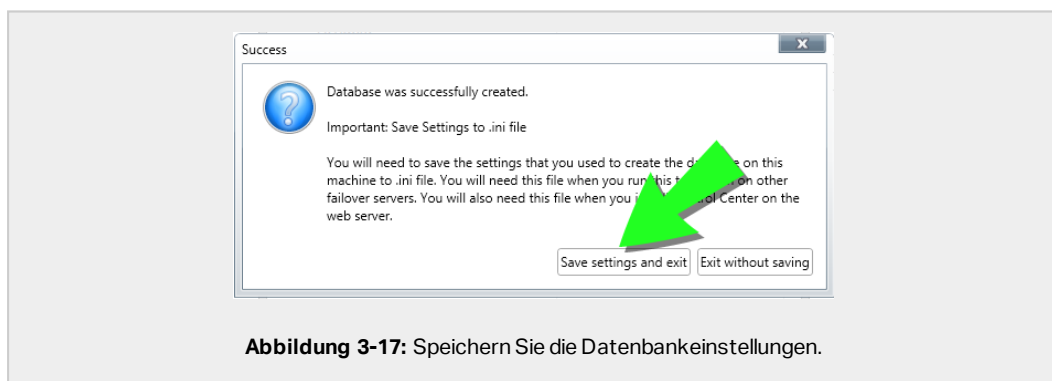 Success
Database was successfully created.
Important: Save Settings to .ini file
You will need to save the settings that you used to create the on this
machine to .ini file. You will need this file when you run this on other
failover servers. You will also need this file when you Center on the
web server.
Save settings and exit Exit without saving
Abbildung 3-17: Speichern Sie die Datenbankeinstellungen.